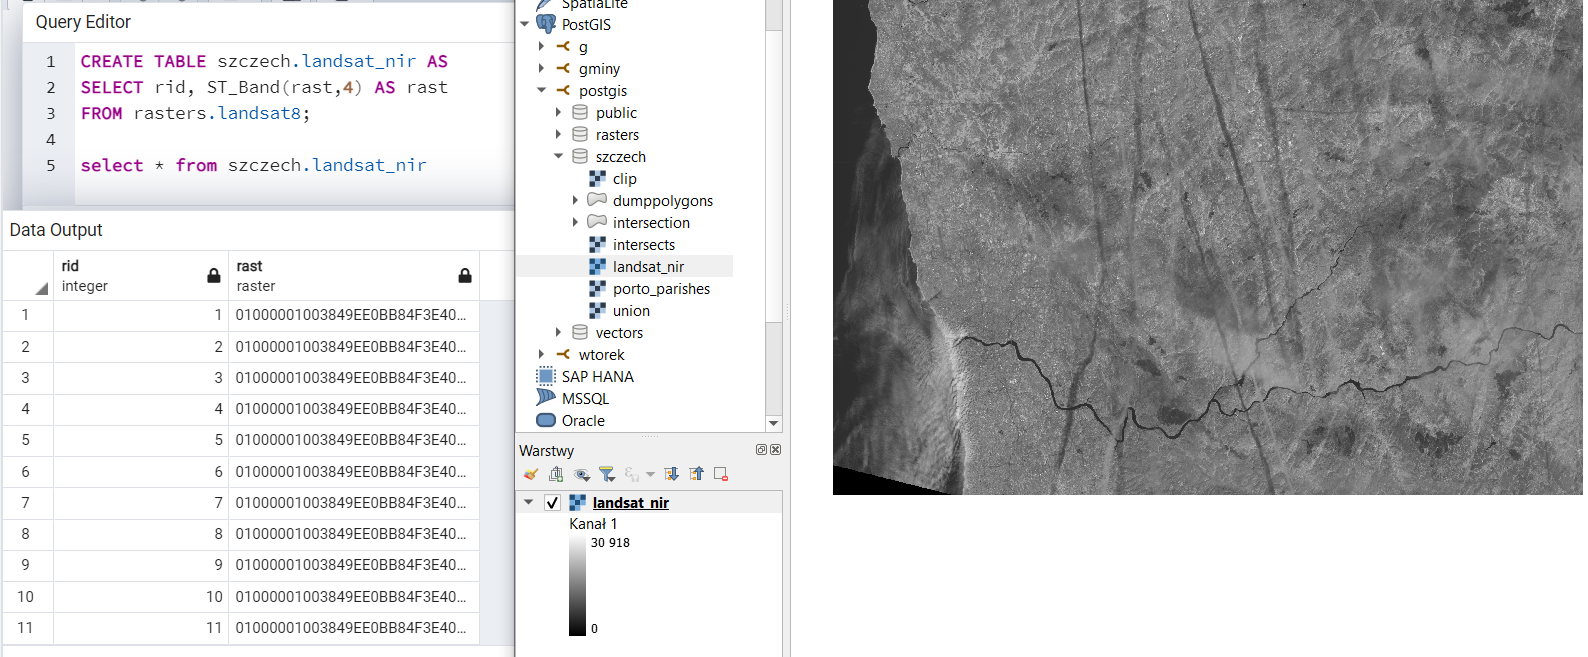 Query Editor
1 CREATE TABLE szczech.landsat_nir AS
2 SELECT rid, ST_Band(rast,4) AS rast
3 FROM rasters.landsat8;
4
5 select * from szczech.landsat_nir
Data Output
rid
integer
rast
raster
1 1 01000001003849EE0BB84F3E40...
2 2 01000001003849EE0BB84F3E40...
3 3 01000001003849EE0BB84F3E40...
4 4 01000001003849EE0BB84F3E40...
5 5 01000001003849EE0BB84F3E40...
6 6 01000001003849EE0BB84F3E40...
7 7 01000001003849EE0BB84F3E40...
8 8 01000001003849EE0BB84F3E40...
9 9 01000001003849EE0BB84F3E40...
10 10 01000001003849EE0BB84F3E40...
11 11 01000001003849EE0BB84F3E40...
SpatiaLite
PostGIS
g
gminy
postgis
public
rasters
szczech
clip
dumppolygons
intersection
intersects
landsat_nir
porto_parishes
union
vectors
wtorek
SAP HANA
MSSQL
Oracle
Warstwy
landsat_nir
Kanał 1
30 918
0